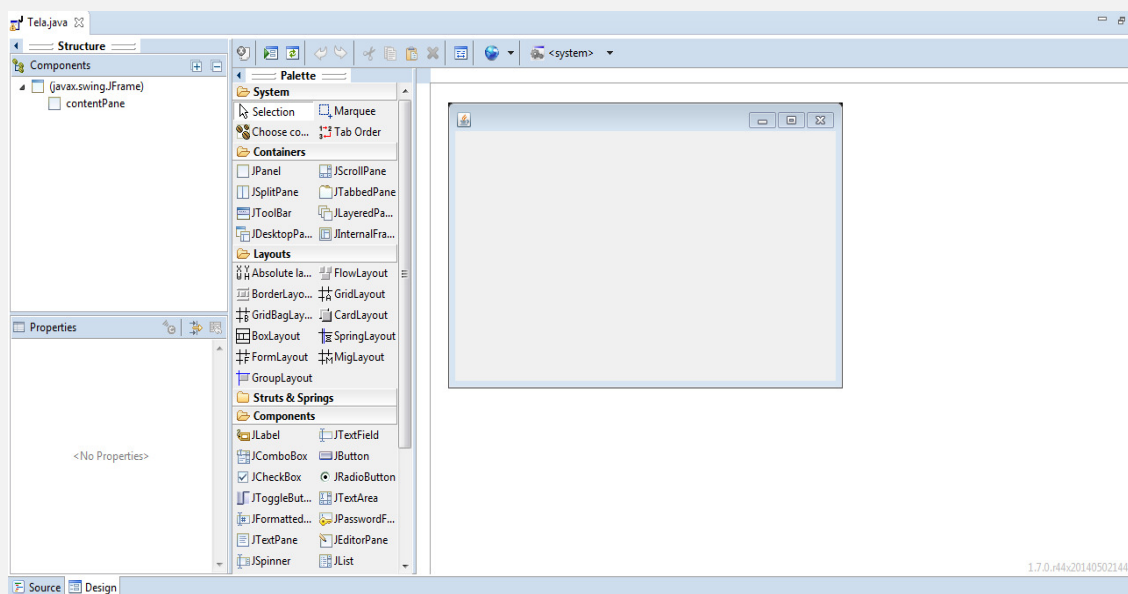 Tela.java
Structure
Components
(javax.swing.JFrame)
contentPane
Properties
<No Properties>
<system>
Palette
System
Selection Marquee
Choose co... Tab Order
Containers
JPanel JScrollPane
JSplitPane JTabbedPane
JToolBar JLayeredPa...
JDesktopPa... JInternalFra...
Layouts
Absolute la... FlowLayout
BorderLayo... GridLayout
GridBagLay... CardLayout
BoxLayout SpringLayout
FormLayout MigLayout
GroupLayout
Struts & Springs
Components
JLabel JTextField
JComboBox JButton
JCheckBox JRadioButton
JToggleBut... JTextArea
JFormatted... JPasswordF...
JTextPane JEditorPane
JSpinner JList
1.7.0.r44x20140502144
Source Design